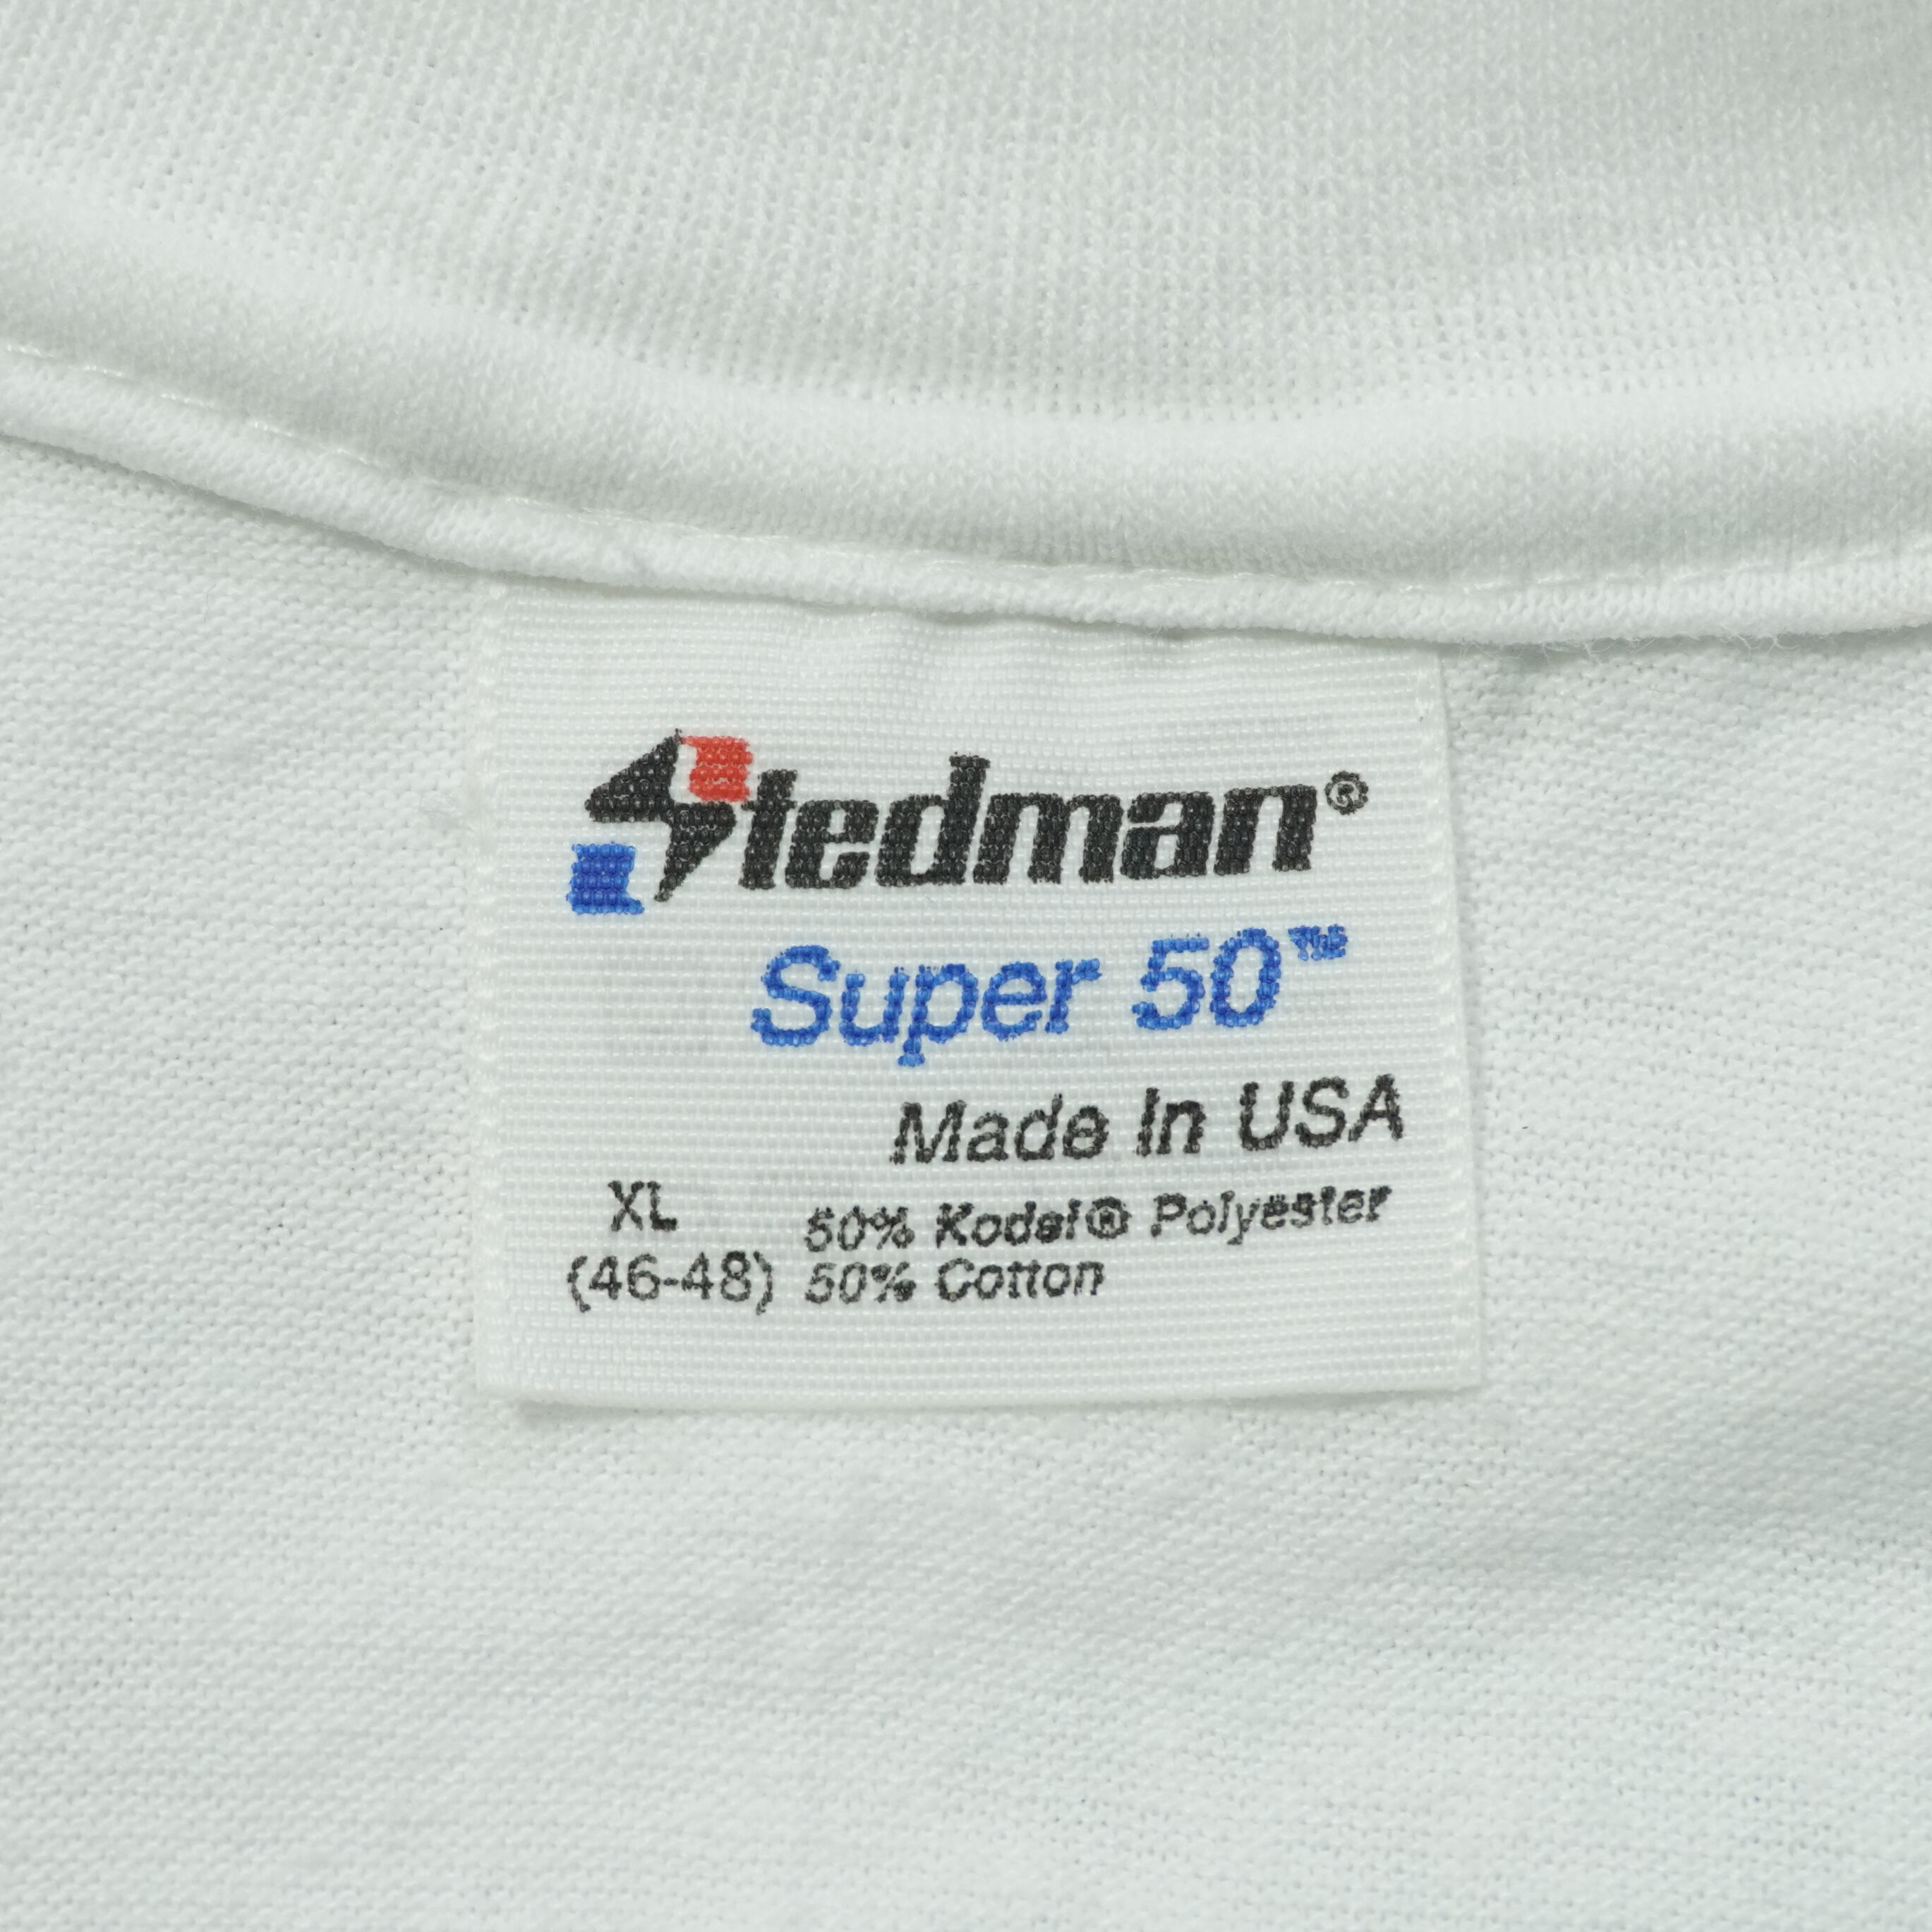 Stedman®
Super 50™
Made In USA
XL
50% Kodel® Polyester
(46-48) 50% Cotton